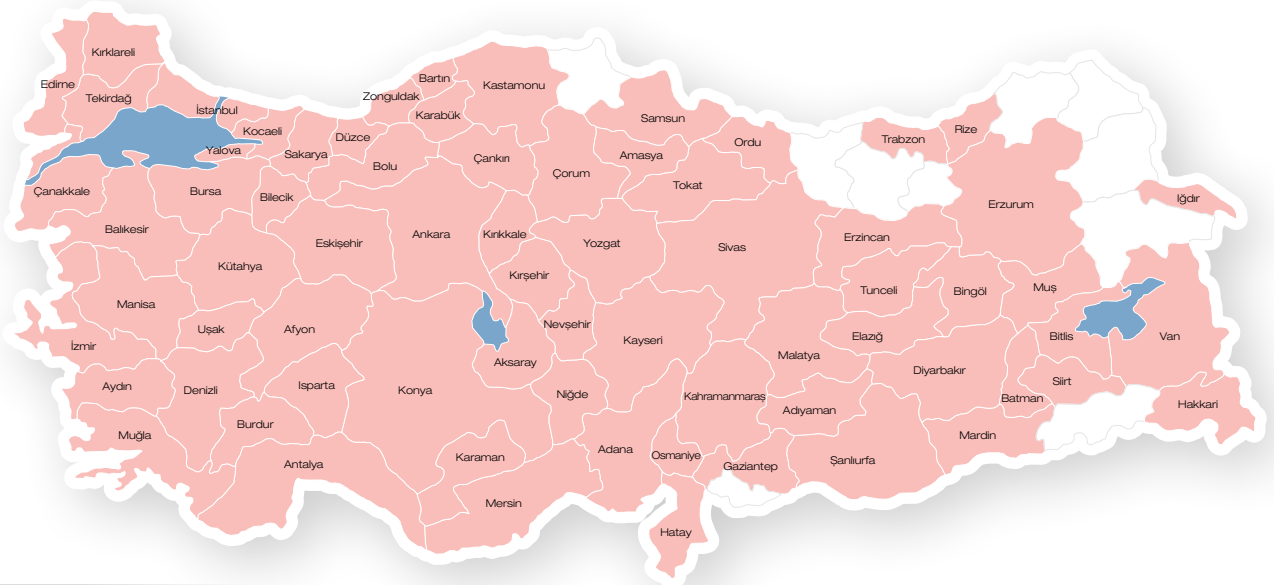 Kırklareli
Edirne
Tekirdağ
İstanbul
Kocaeli
Yalova
Sakarya
Düzce
Zonguldak
Bartın
Karabük
Kastamonu
Samsun
Ordu
Trabzon
Rize
Çanakkale
Bursa
Bilecik
Bolu
Çankırı
Çorum
Amasya
Tokat
Erzurum
Iğdır
Balıkesir
Kütahya
Eskişehir
Ankara
Kırıkkale
Yozgat
Sivas
Erzincan
Kırşehir
Tunceli
Bingöl
Muş
Manisa
Uşak
Afyon
Nevşehir
Kayseri
Malatya
Elazığ
Bitlis
Van
İzmir
Aksaray
Diyarbakır
Siirt
Aydın
Denizli
Isparta
Konya
Niğde
Kahramanmaraş
Adıyaman
Batman
Hakkari
Muğla
Burdur
Mardin
Antalya
Karaman
Adana
Osmaniye
Gaziantep
Şanlıurfa
Mersin
Hatay